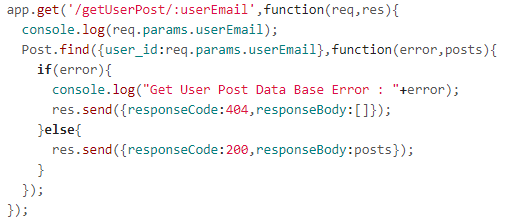 app.get('/getUserPost/:userEmail',function(req,res){
  console.log(req.params.userEmail);
  Post.find({user_id:req.params.userEmail},function(error,posts){
    if(error){
      console.log("Get User Post Data Base Error : "+error);
      res.send({responseCode:404,responseBody:[]});
    }else{
      res.send({responseCode:200,responseBody:posts});
    }
  });
});